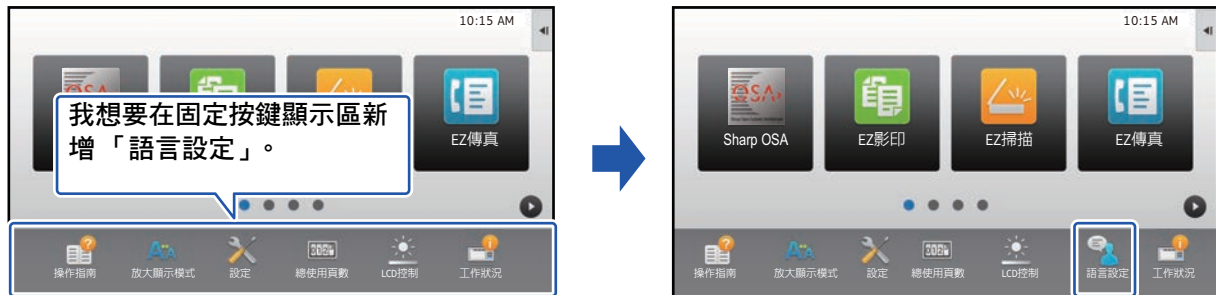 10:15 AM
我想要在固定按鍵顯示區新
增「語言設定」。
EZ傳真
操作指南
放大顯示模式
設定
總使用頁數
LCD控制
工作狀況
10:15 AM
Sharp OSA
EZ影印
EZ掃描
EZ傳真
操作指南
放大顯示模式
設定
總使用頁數
LCD控制
語言設定
工作狀況